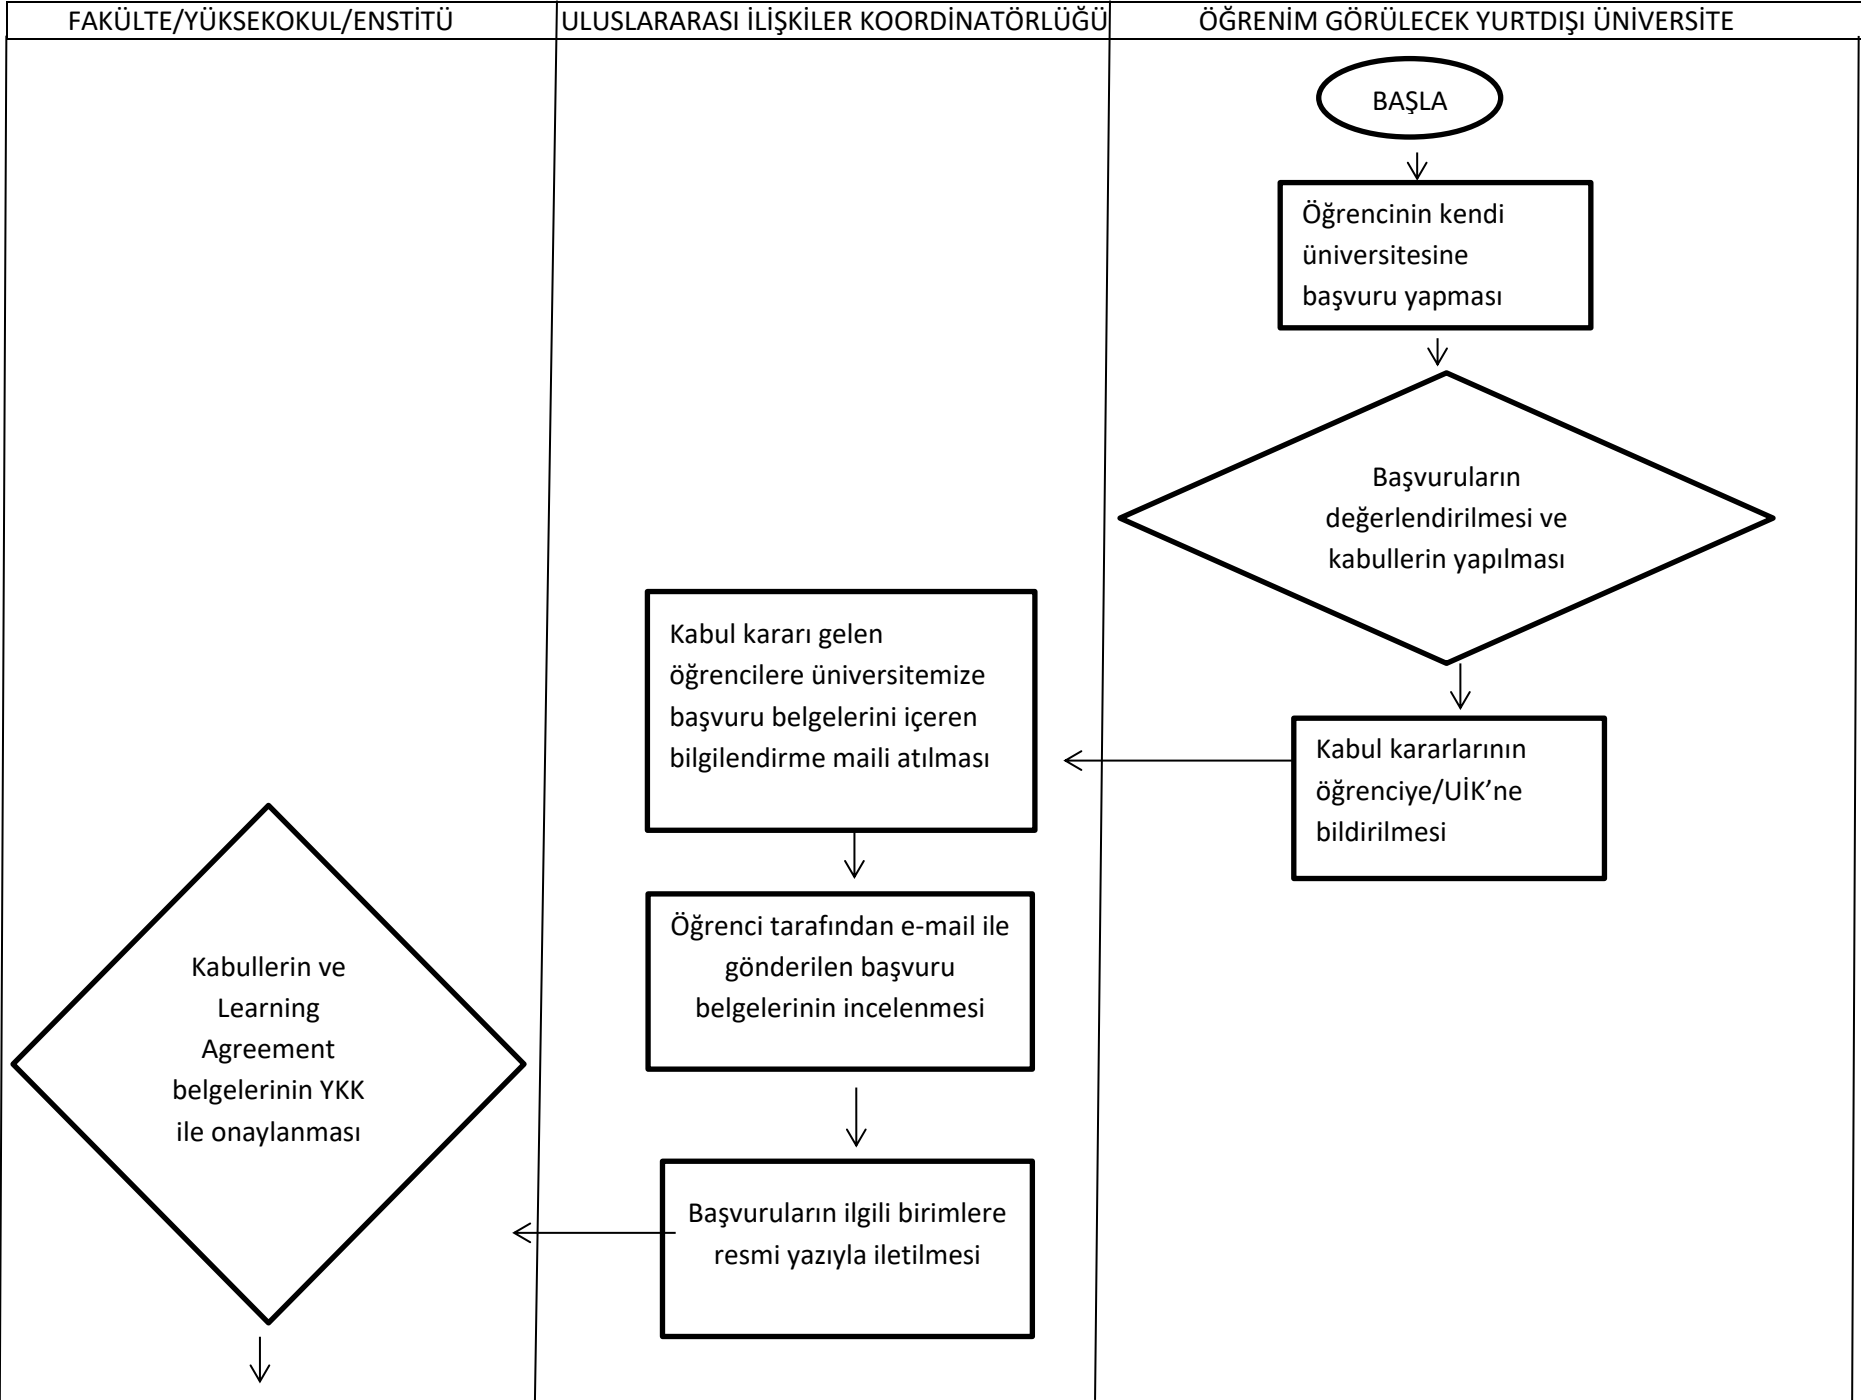 FAKÜLTE/YÜKSEKOKUL/ENSTİTÜ
ULUSLARARASI İLİŞKİLER KOORDİNATÖRLÜĞÜ
ÖĞRENİM GÖRÜLECEK YURTDIŞI ÜNİVERSİTE
BAŞLA
Öğrencinin kendi
üniversitesine
başvuru yapması
Başvuruların
değerlendirilmesi ve
kabullerin yapılması
Kabul kararlarının
öğrenciye/UİK’ne
bildirilmesi
Kabul kararı gelen
öğrencilere üniversitemize
başvuru belgelerini içeren
bilgilendirme maili atılması
Öğrenci tarafından e-mail ile
gönderilen başvuru
belgelerinin incelenmesi
Başvuruların ilgili birimlere
resmi yazıyla iletilmesi
Kabullerin ve
Learning
Agreement
belgelerinin YKK
ile onaylanması